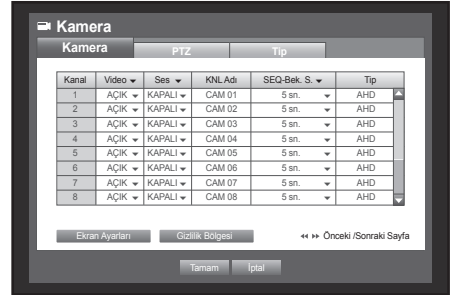 Kamera
Kamera PTZ Tip
Kanal Video Ses KNL Adı SEQ-Bek. S. Tip
1 AÇIK KAPALI CAM 01 5 sn. AHD
2 AÇIK KAPALI CAM 02 5 sn. AHD
3 AÇIK KAPALI CAM 03 5 sn. AHD
4 AÇIK KAPALI CAM 04 5 sn. AHD
5 AÇIK KAPALI CAM 05 5 sn. AHD
6 AÇIK KAPALI CAM 06 5 sn. AHD
7 AÇIK KAPALI CAM 07 5 sn. AHD
8 AÇIK KAPALI CAM 08 5 sn. AHD
Ekran Ayarları Gizlilik Bölgesi Önceki /Sonraki Sayfa
Tamam İptal